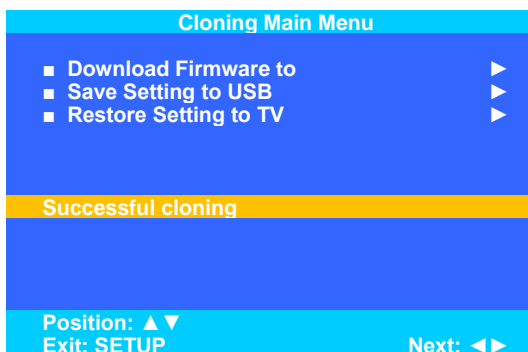 Cloning Main Menu
■ Download Firmware to ►
■ Save Setting to USB ►
■ Restore Setting to TV ►
Successful cloning
Position: ▲▼
Exit: SETUP Next: ◄►